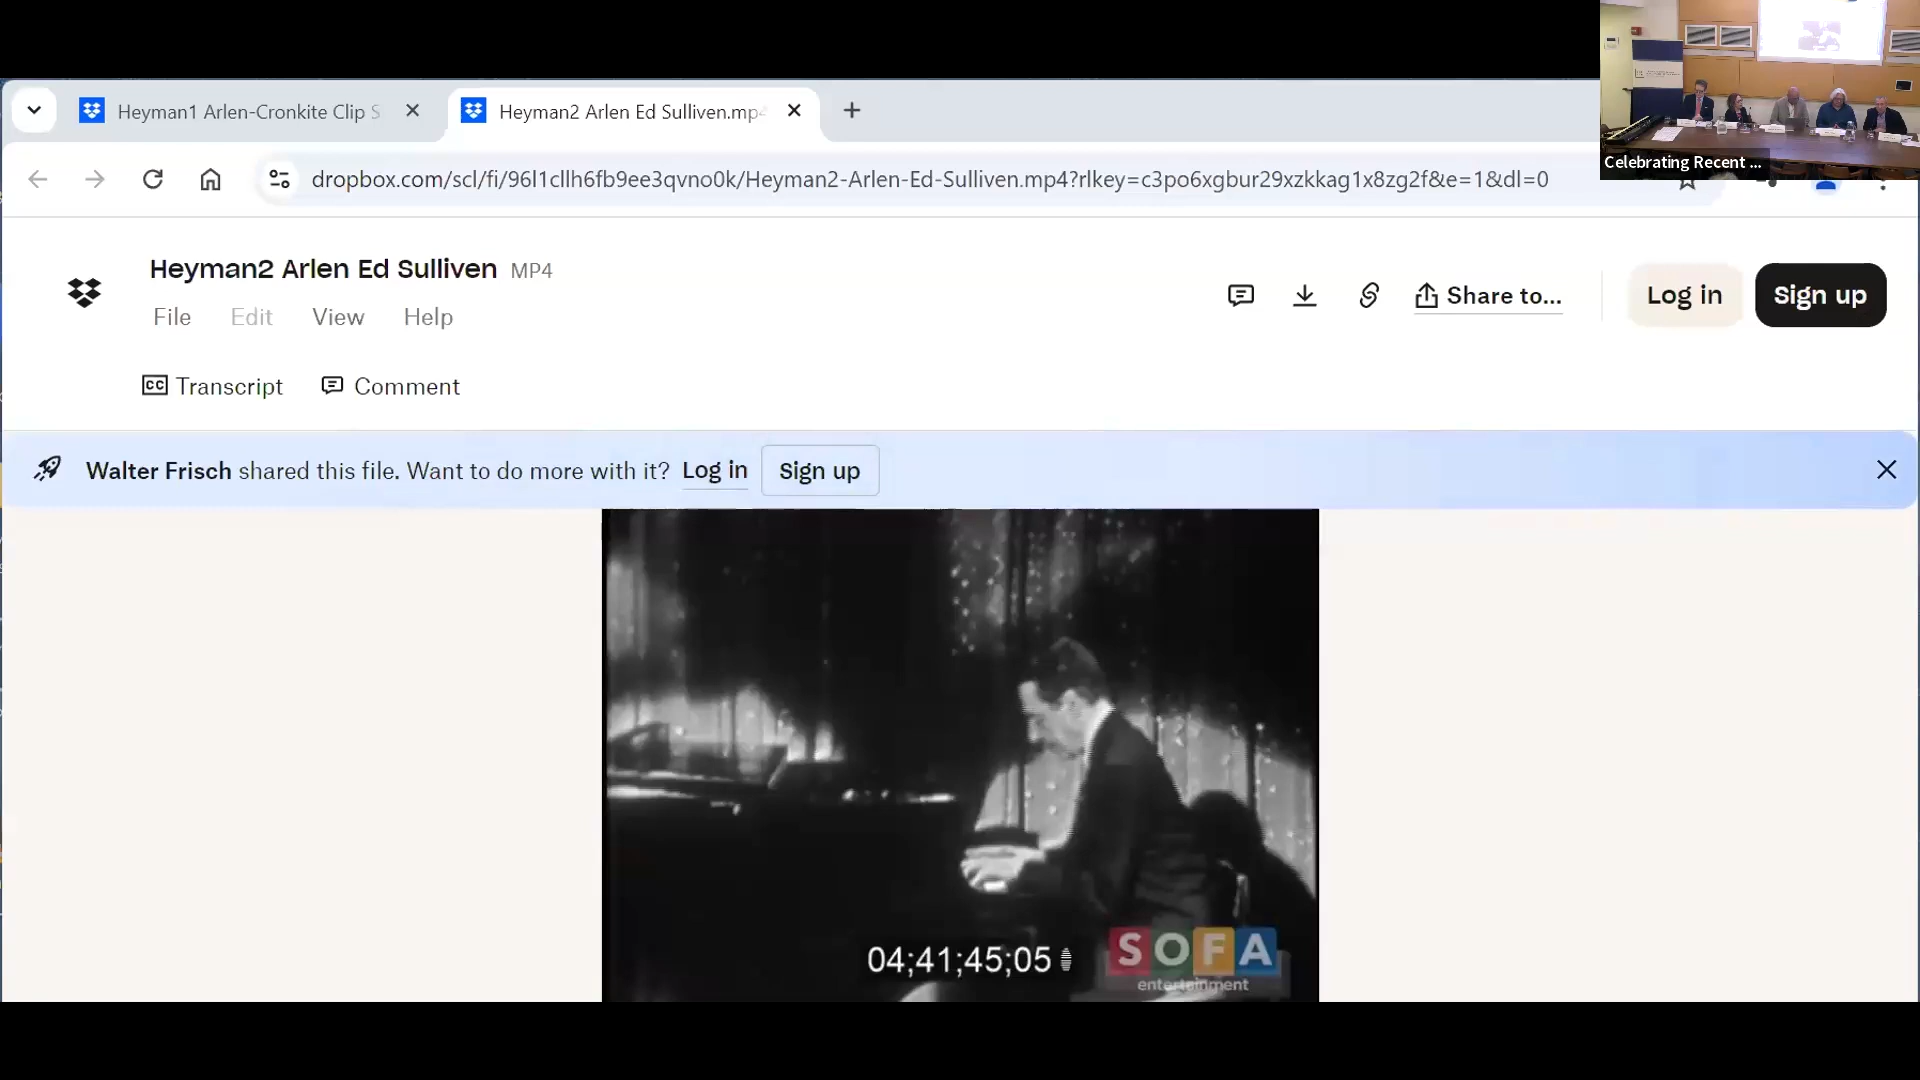 Heyman1 Arlen-Cronkite Clip S
Heyman2 Arlen Ed Sulliven.mp4
dropbox.com/scl/fi/96l1cllh6fb9ee3qvno0k/Heyman2-Arlen-Ed-Sulliven.mp4?rlkey=c3po6xgbur29xzkkag1x8zg2f&e=1&dl=0
Celebrating Recent ...
Heyman2 Arlen Ed Sulliven MP4
File Edit View Help
Share to...
Log in
Sign up
CC Transcript
Comment
Walter Frisch shared this file. Want to do more with it? Log in
Sign up
04;41;45;05
SOFA
entertainment